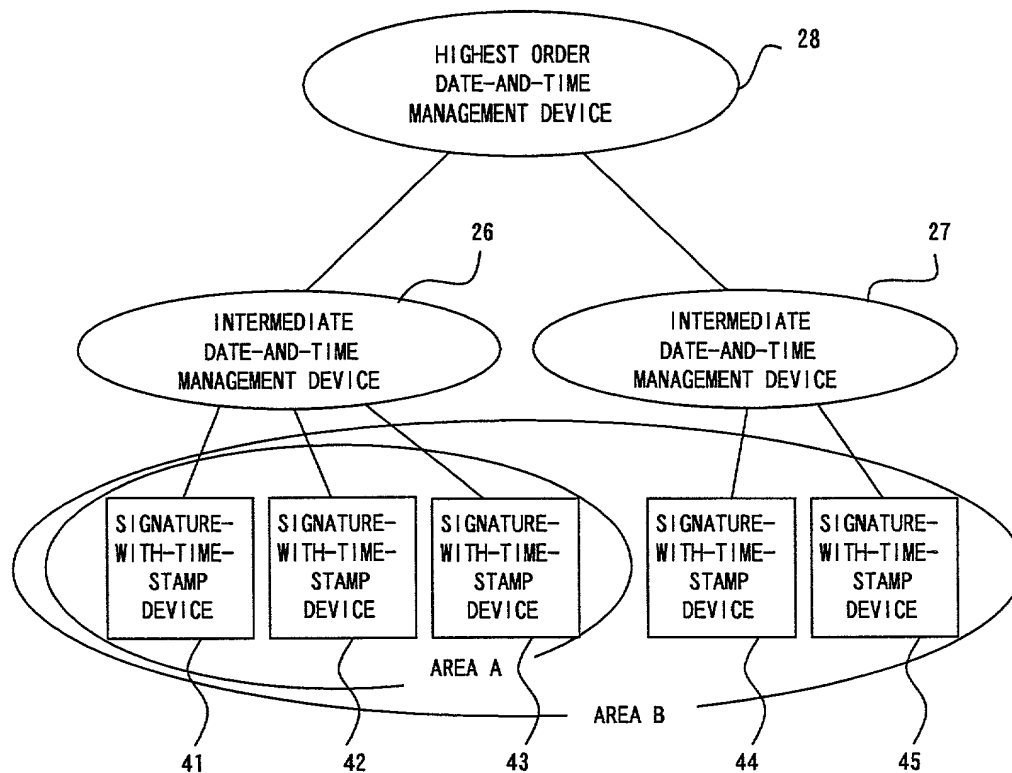 28
HIGHEST ORDER
DATE-AND-TIME
MANAGEMENT DEVICE
26
27
INTERMEDIATE
DATE-AND-TIME
MANAGEMENT DEVICE
INTERMEDIATE
DATE-AND-TIME
MANAGEMENT DEVICE
SIGNATURE-
WITH-TIME-
STAMP
DEVICE
SIGNATURE-
WITH-TIME-
STAMP
DEVICE
SIGNATURE-
WITH-TIME-
STAMP
DEVICE
SIGNATURE-
WITH-TIME-
STAMP
DEVICE
SIGNATURE-
WITH-TIME-
STAMP
DEVICE
AREA A
AREA B
41
42
43
44
45